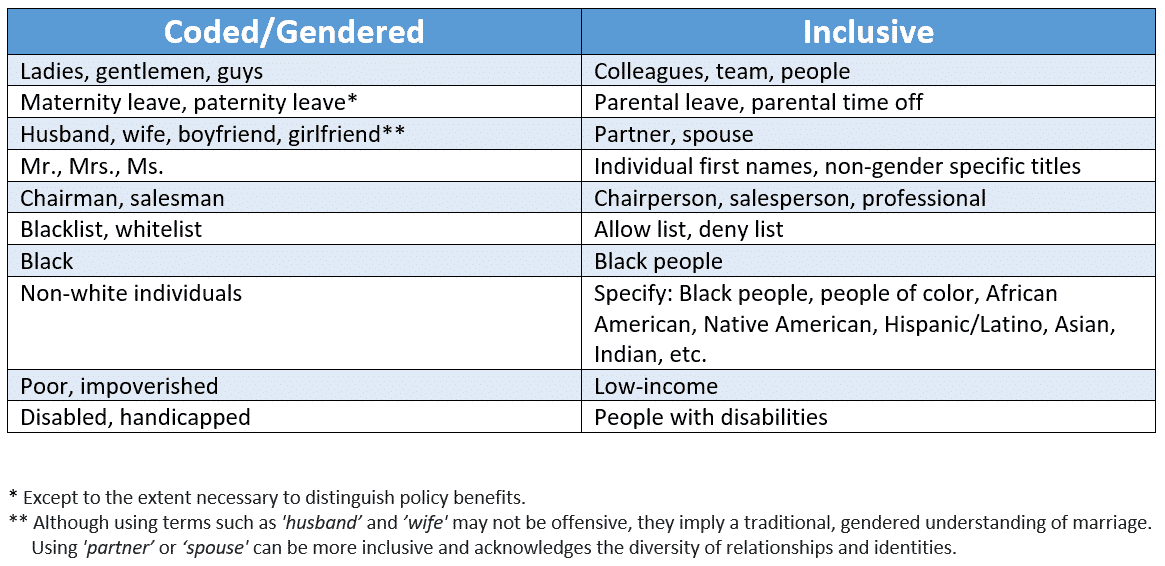 Coded/Gendered Inclusive
Ladies, gentlemen, guys Colleagues, team, people
Maternity leave, paternity leave* Parental leave, parental time off
Husband, wife, boyfriend, girlfriend** Partner, spouse
Mr., Mrs., Ms. Individual first names, non-gender specific titles
Chairman, salesman Chairperson, salesperson, professional
Blacklist, whitelist Allow list, deny list
Black Black people
Non-white individuals Specify: Black people, people of color, African
American, Native American, Hispanic/Latino, Asian,
Indian, etc.
Poor, impoverished Low-income
Disabled, handicapped People with disabilities
* Except to the extent necessary to distinguish policy benefits.
** Although using terms such as 'husband’ and ’wife' may not be offensive, they imply a traditional, gendered understanding of marriage.
Using 'partner’ or ‘spouse' can be more inclusive and acknowledges the diversity of relationships and identities.